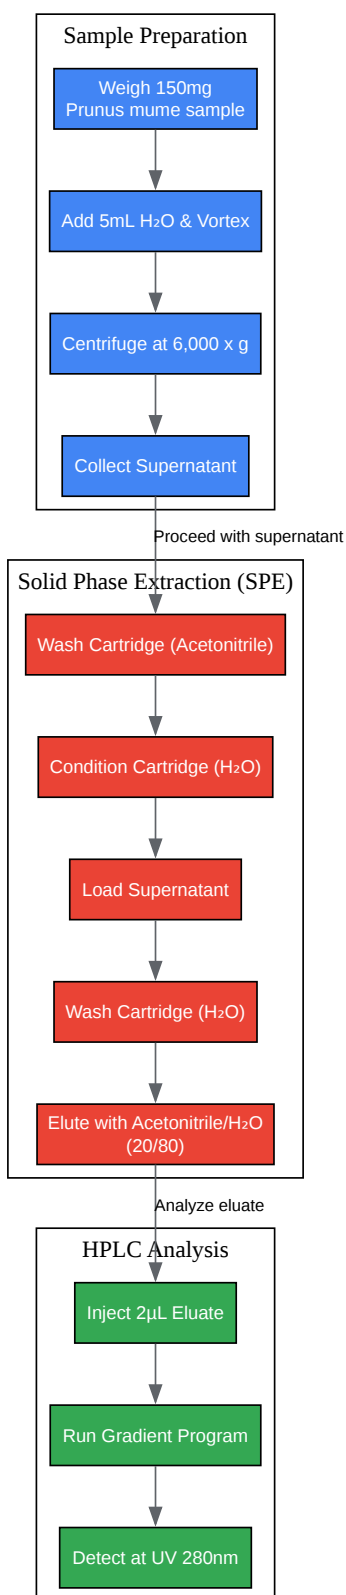 Sample Preparation
Weigh 150mg
Prunus mume sample
Add 5mL H₂O & Vortex
Centrifuge at 6,000 x g
Collect Supernatant
Proceed with supernatant
Solid Phase Extraction (SPE)
Wash Cartridge (Acetonitrile)
Condition Cartridge (H₂O)
Load Supernatant
Wash Cartridge (H₂O)
Elute with Acetonitrile/H₂O
(20/80)
Analyze eluate
HPLC Analysis
Inject 2µL Eluate
Run Gradient Program
Detect at UV 280nm